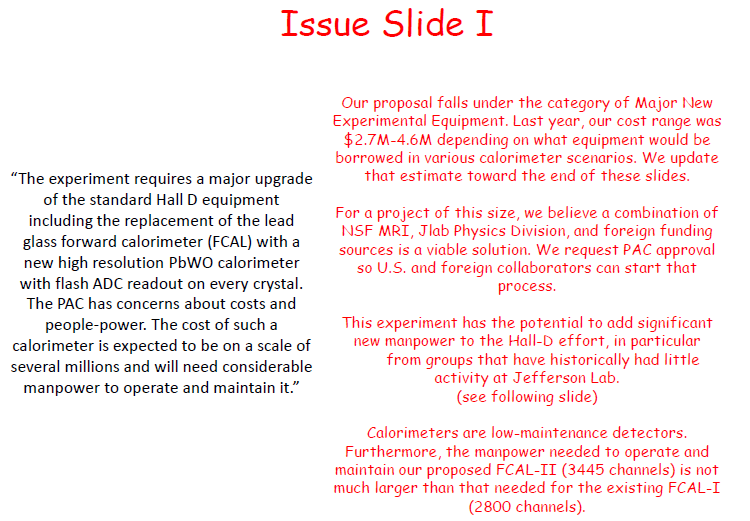 Issue Slide I
“The experiment requires a major upgrade
of the standard Hall D equipment
including the replacement of the lead
glass forward calorimeter (FCAL) with a
new high resolution PbWO calorimeter
with flash ADC readout on every crystal.
The PAC has concerns about costs and
people-power. The cost of such a
calorimeter is expected to be on a scale of
several millions and will need considerable
manpower to operate and maintain it.”
Our proposal falls under the category of Major New
Experimental Equipment. Last year, our cost range was
$2.7M-4.6M depending on what equipment would be
borrowed in various calorimeter scenarios. We update
that estimate toward the end of these slides.
For a project of this size, we believe a combination of
NSF MRI, Jlab Physics Division, and foreign funding
sources is a viable solution. We request PAC approval
so U.S. and foreign collaborators can start that
process.
This experiment has the potential to add significant
new manpower to the Hall-D effort, in particular
from groups that have historically had little
activity at Jefferson Lab.
(see following slide)
Calorimeters are low-maintenance detectors.
Furthermore, the manpower needed to operate and
maintain our proposed FCAL-II (3445 channels) is not
much larger than that needed for the existing FCAL-I
(2800 channels).